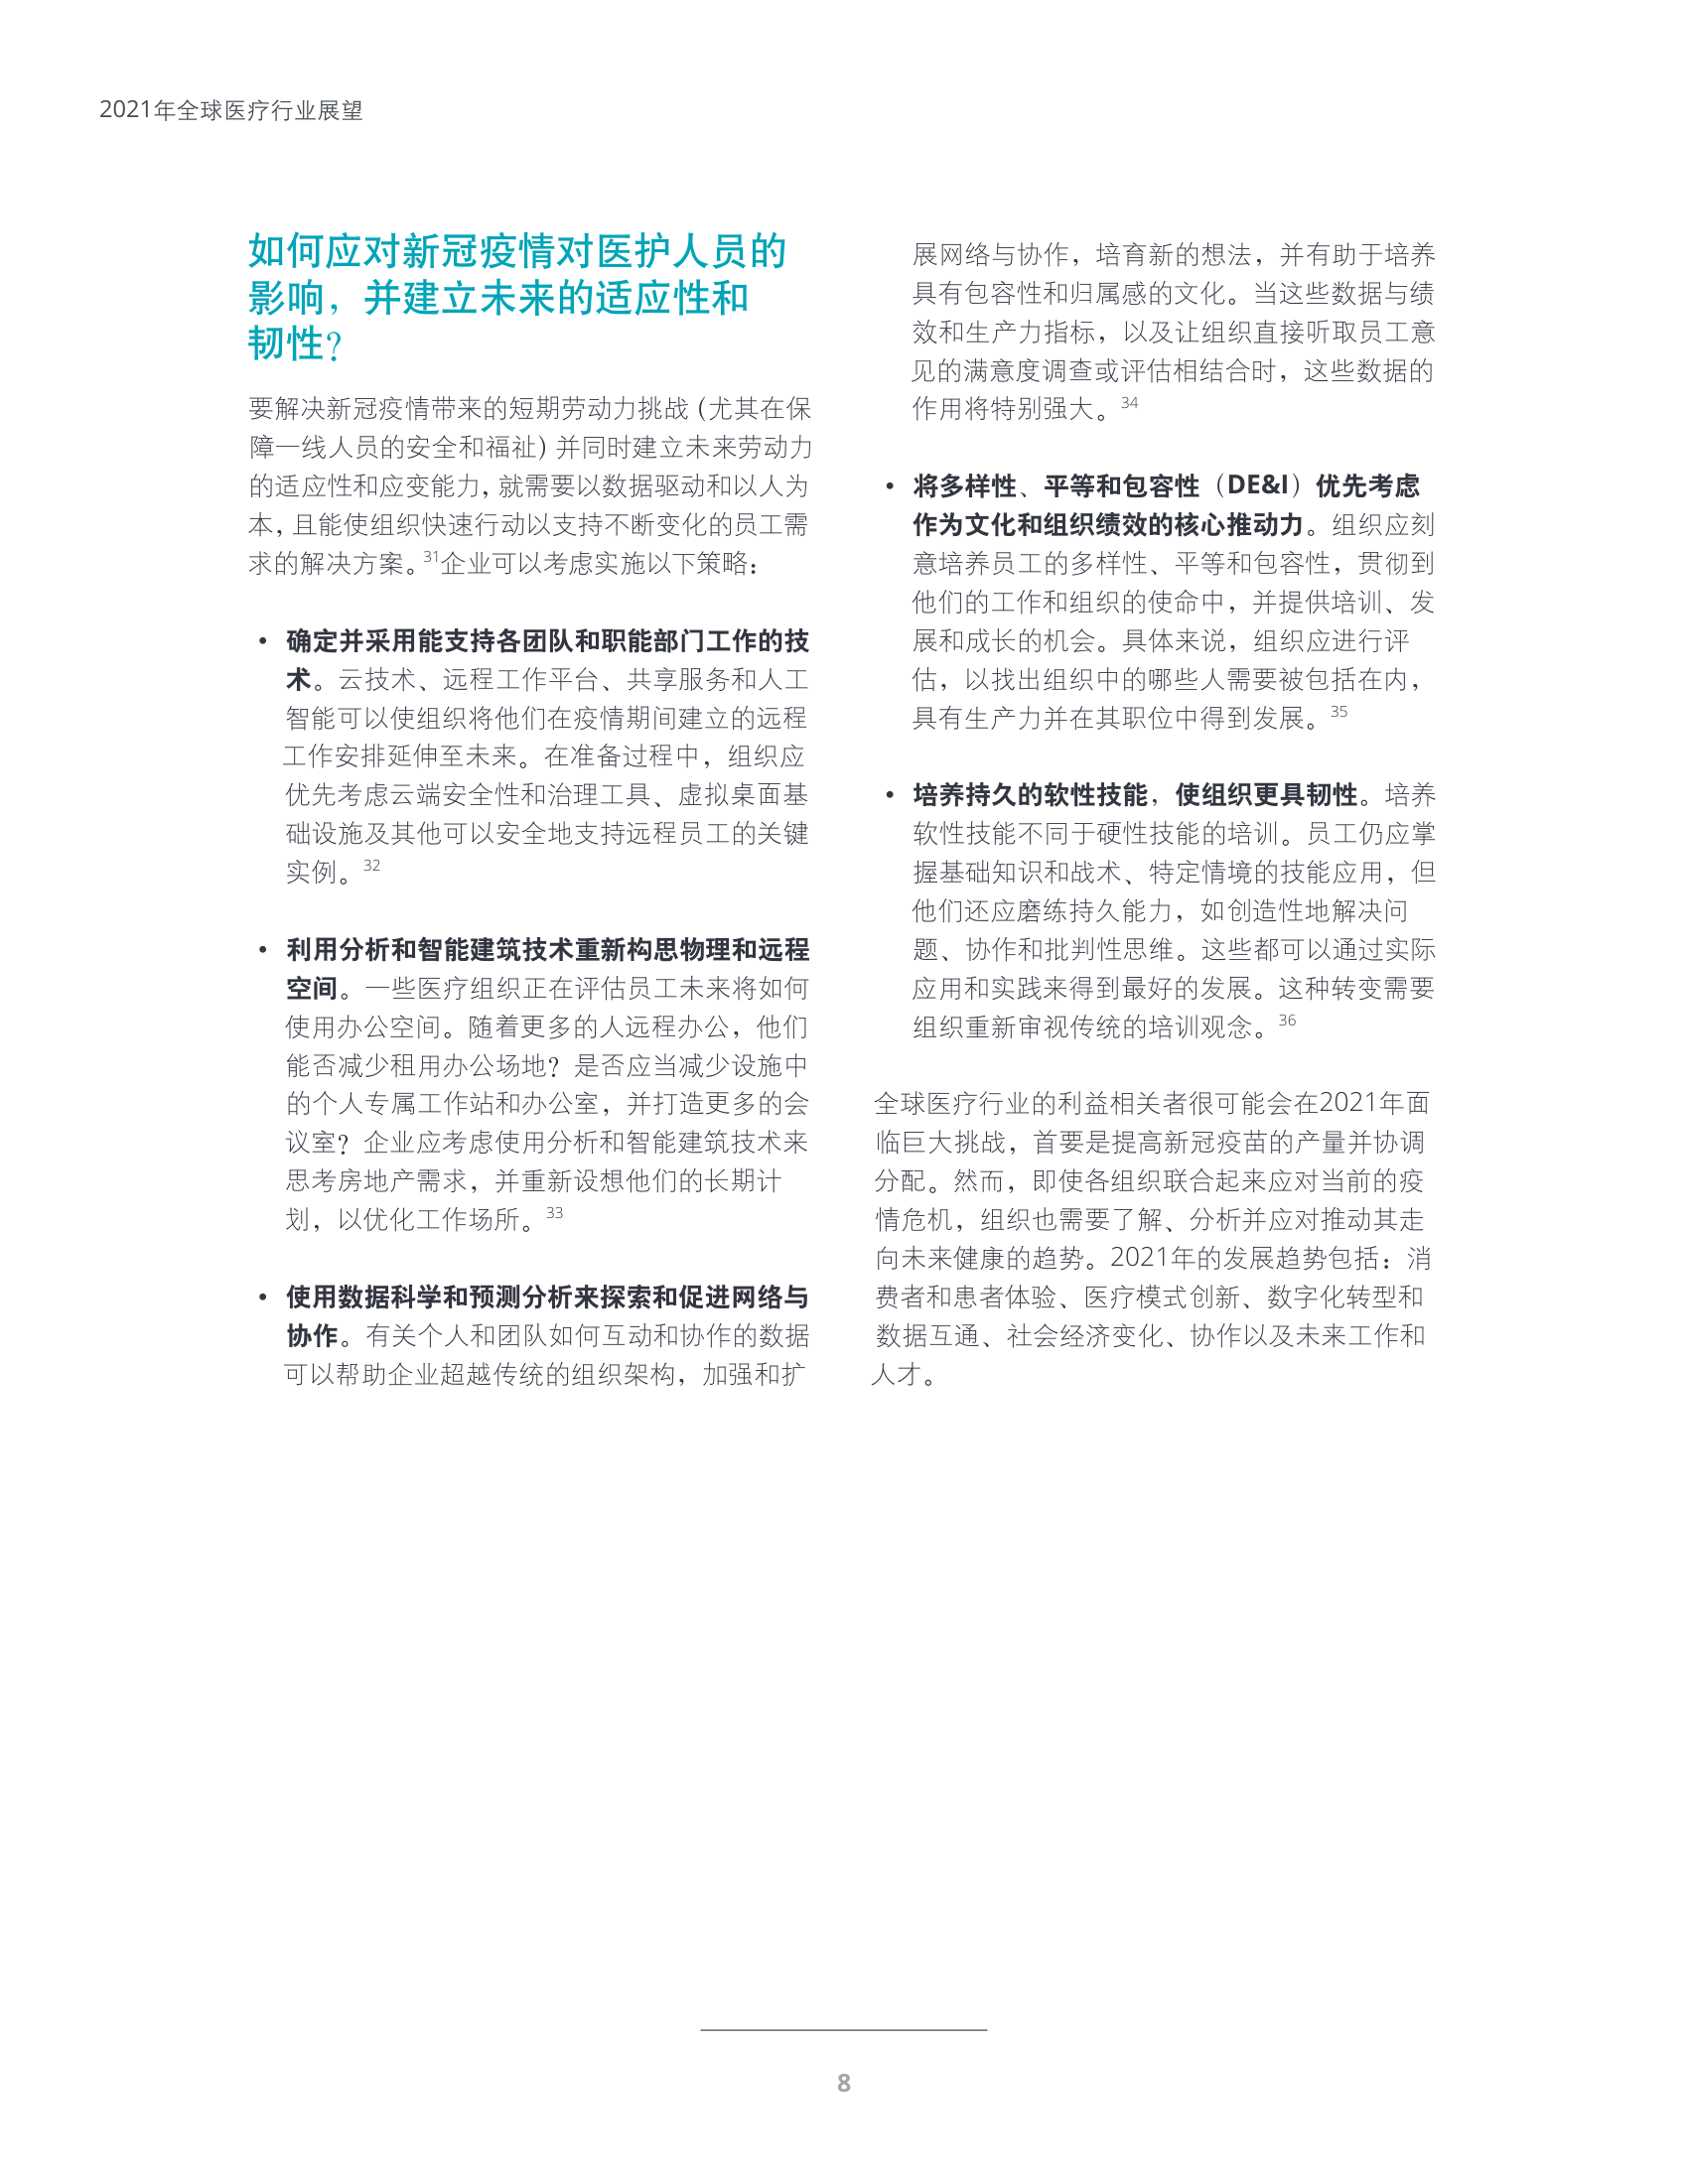 2021年全球医疗行业展望
如何应对新冠疫情对医护人员的
影响，并建立未来的适应性和
韧性？
要解决新冠疫情带来的短期劳动力挑战（尤其在保
障一线人员的安全和福祉）并同时建立未来劳动力
的适应性和应变能力，就需要以数据驱动和以人为
本，且能使组织快速行动以支持不断变化的员工需
求的解决方案。31企业可以考虑实施以下策略：
• 确定并采用能支持各团队和职能部门工作的技
术。云技术、远程工作平台、共享服务和人工
智能可以使组织将他们在疫情期间建立的远程
工作安排延伸至未来。在准备过程中，组织应
优先考虑云端安全性和治理工具、虚拟桌面基
础设施及其他可以安全地支持远程员工的关键
实例。32
• 利用分析和智能建筑技术重新构思物理和远程
空间。一些医疗组织正在评估员工未来将如何
使用办公空间。随着更多的人远程办公，他们
能否减少租用办公场地？是否应当减少设施中
的个人专属工作站和办公室，并打造更多的会
议室？企业应考虑使用分析和智能建筑技术来
思考房地产需求，并重新设想他们的长期计
划，以优化工作场所。33
• 使用数据科学和预测分析来探索和促进网络与
协作。有关个人和团队如何互动和协作的数据
可以帮助企业超越传统的组织架构，加强和扩
展网络与协作，培育新的想法，并有助于培养
具有包容性和归属感的文化。当这些数据与绩
效和生产力指标，以及让组织直接听取员工意
见的满意度调查或评估相结合时，这些数据的
作用将特别强大。34
• 将多样性、平等和包容性（DE&I）优先考虑
作为文化和组织绩效的核心推动力。组织应刻
意培养员工的多样性、平等和包容性，贯彻到
他们的工作和组织的使命中，并提供培训、发
展和成长的机会。具体来说，组织应进行评
估，以找出组织中的哪些人需要被包括在内，
具有生产力并在其职位中得到发展。35
• 培养持久的软性技能，使组织更具韧性。培养
软性技能不同于硬性技能的培训。员工仍应掌
握基础知识和战术、特定情境的技能应用，但
他们还应磨练持久能力，如创造性地解决问
题、协作和批判性思维。这些都可以通过实际
应用和实践来得到最好的发展。这种转变需要
组织重新审视传统的培训观念。36
全球医疗行业的利益相关者很可能会在2021年面
临巨大挑战，首要是提高新冠疫苗的产量并协调
分配。然而，即使各组织联合起来应对当前的疫
情危机，组织也需要了解、分析并应对推动其走
向未来健康的趋势。2021年的发展趋势包括：消
费者和患者体验、医疗模式创新、数字化转型和
数据互通、社会经济变化、协作以及未来工作和
人才。
8